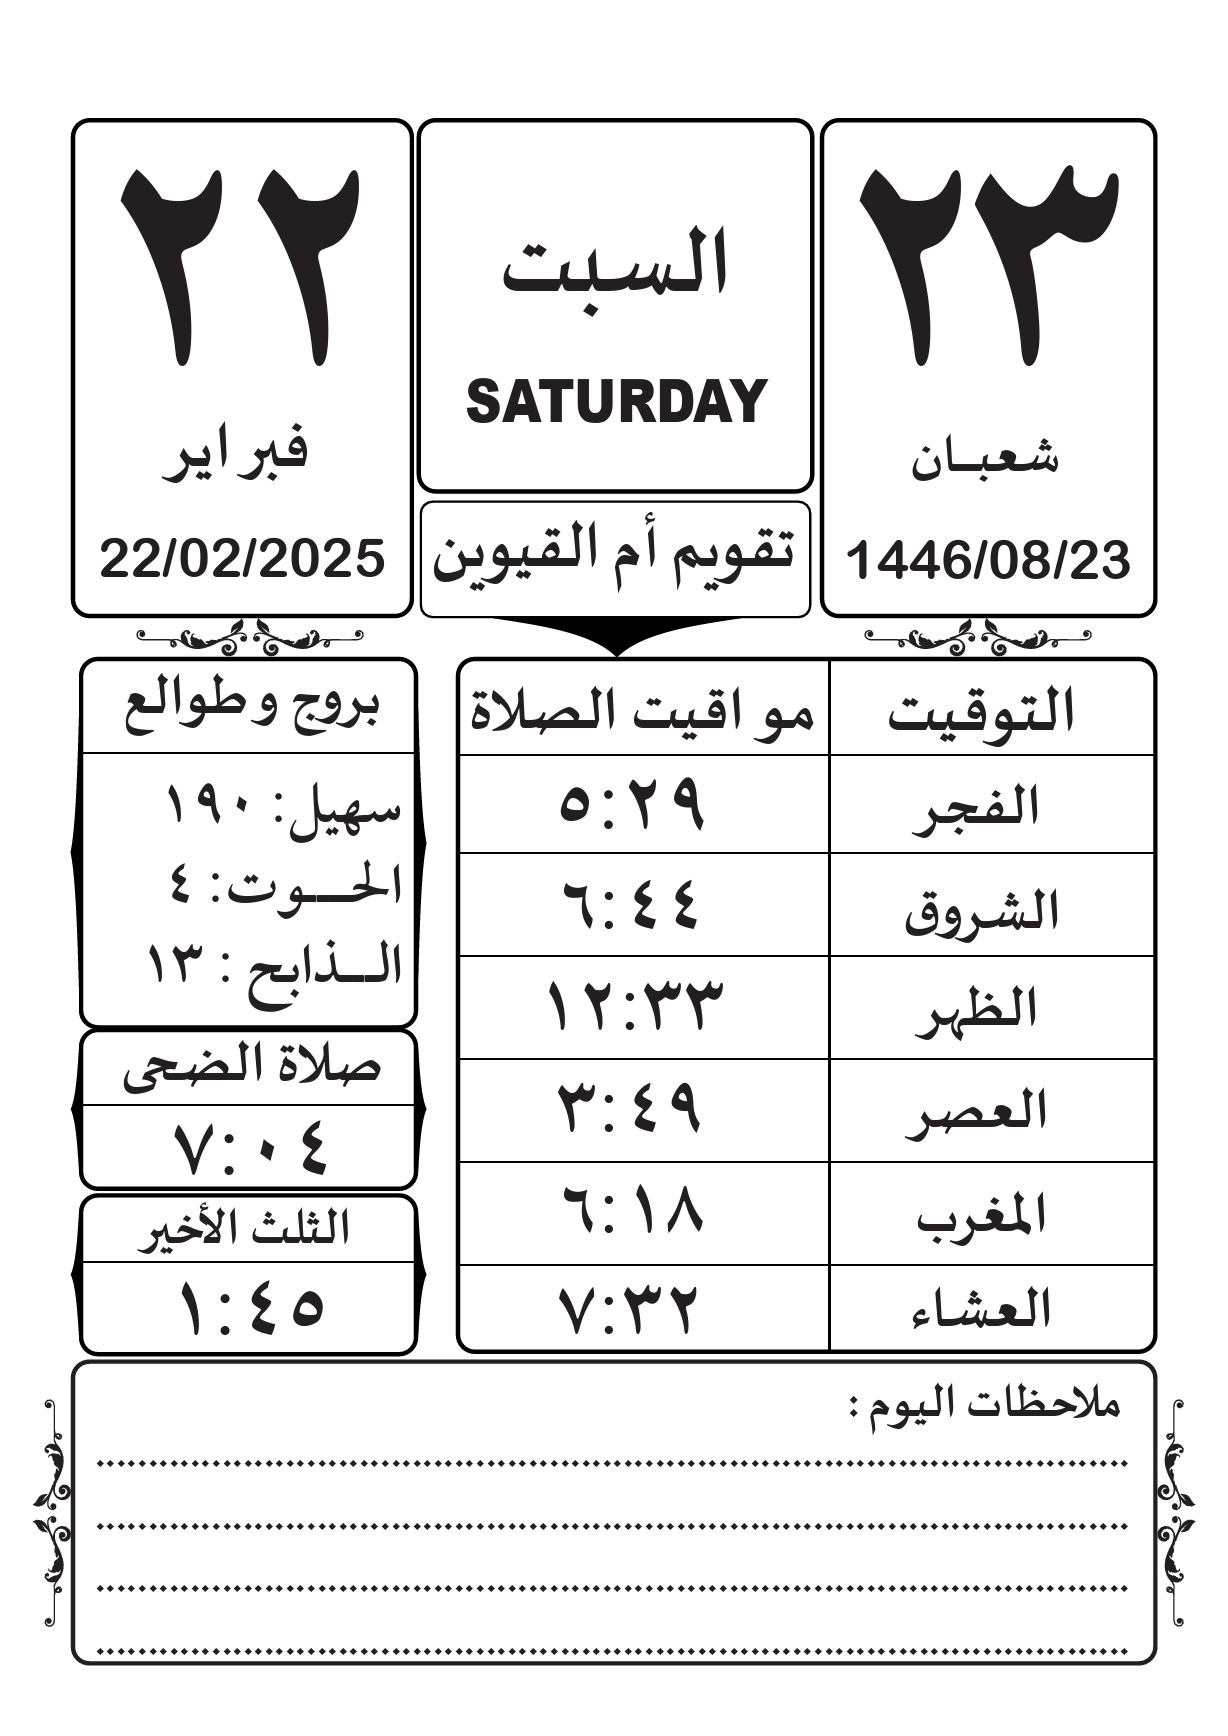 ٢٣
شعبان
1446/08/23
السبت
SATURDAY
٢٢
فبراير
22/02/2025
تقويم أم القيوين
التوقيت مواقيت الصلاة
الفجر ٥:٢٩
الشروق ٦:٤٤
الظهر ١٢:٣٣
العصر ٣:٤٩
المغرب ٦:١٨
العشاء ٧:٣٢
بروج وطوالع
سهيل: ١٩٠
الحوت: ٤
الذابح : ١٣
صلاة الضحى
٧:٠٤
الثلث الأخير
١:٤٥
ملاحظات اليوم :